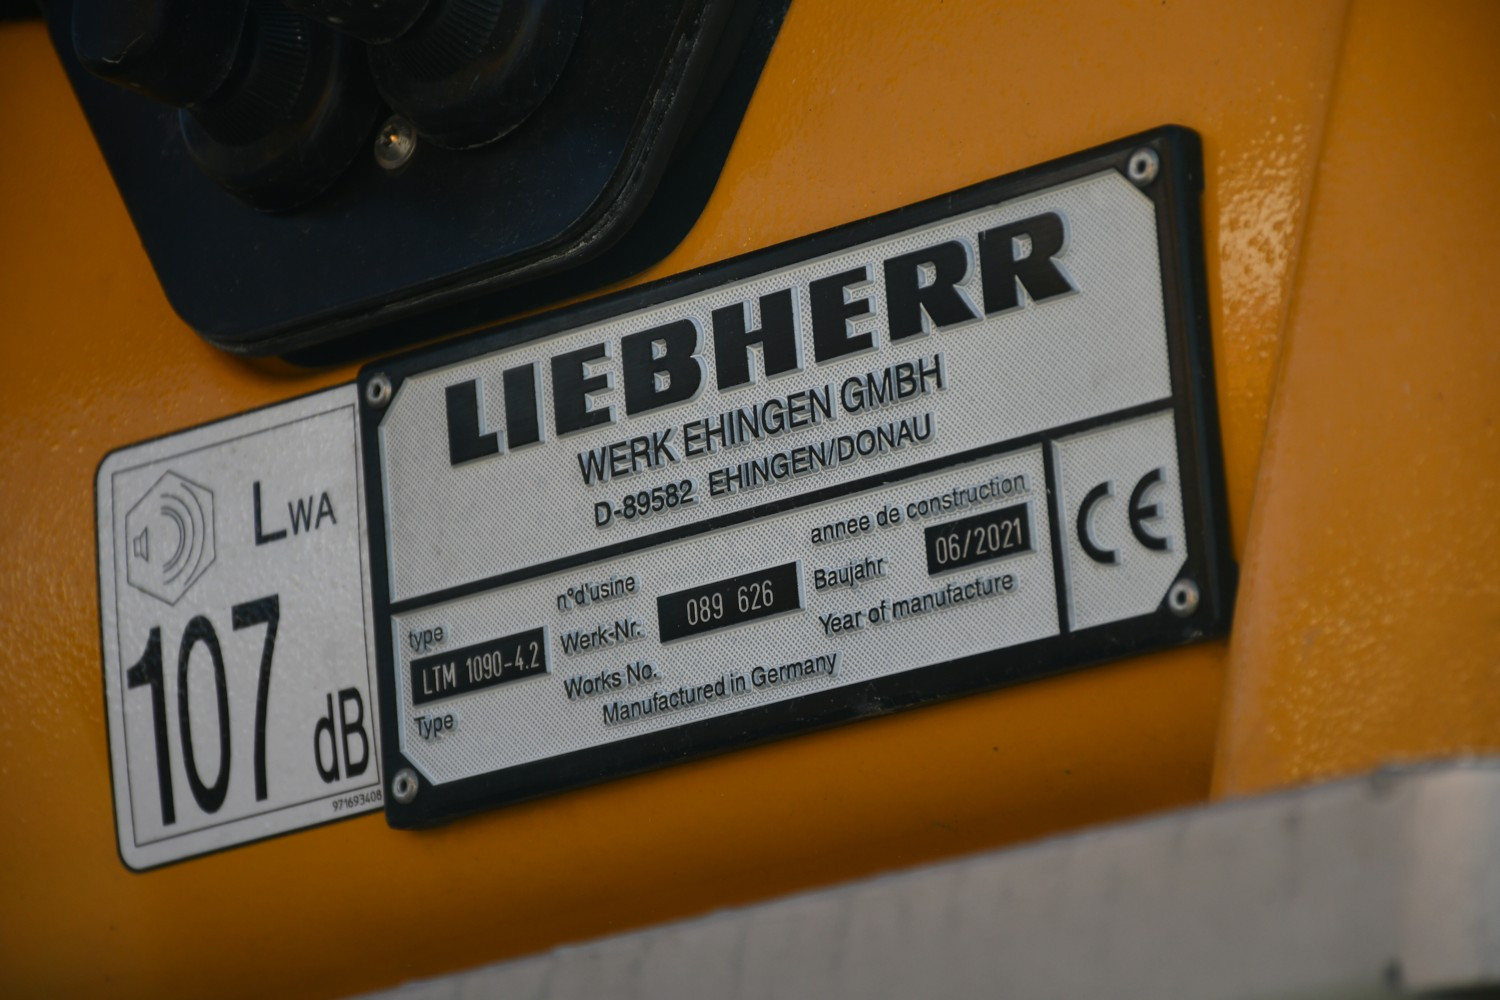 LIEBHERR
WERK EHINGEN GMBH
D-89582 EHINGEN/DONAU
type
LTM 1090-4.2
Type
n°d'usine
Werk-Nr.
Works No.
089 626
annee de construction
Baujahr
06/2021
Year of manufacture
Manufactured in Germany
CE
LWA
107
dB
971693408